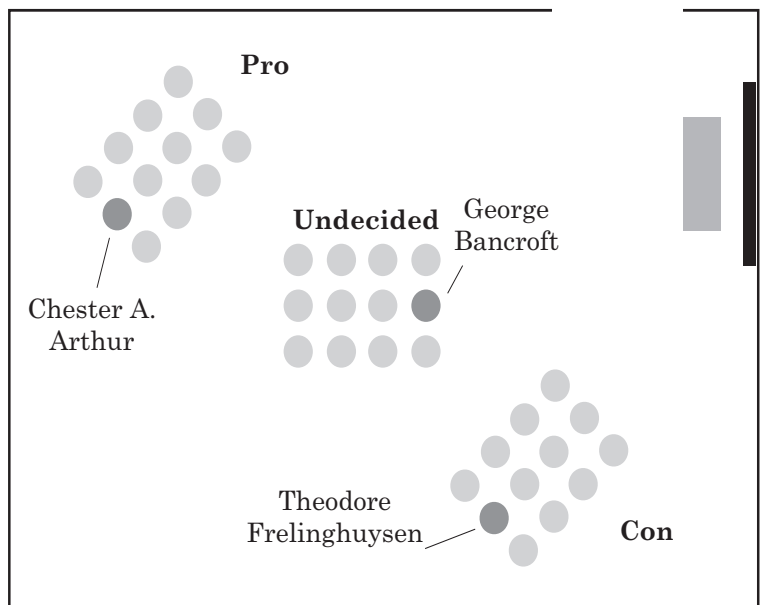 Pro
Undecided
George
Bancroft
Chester A.
Arthur
Theodore
Frelinghuysen
Con